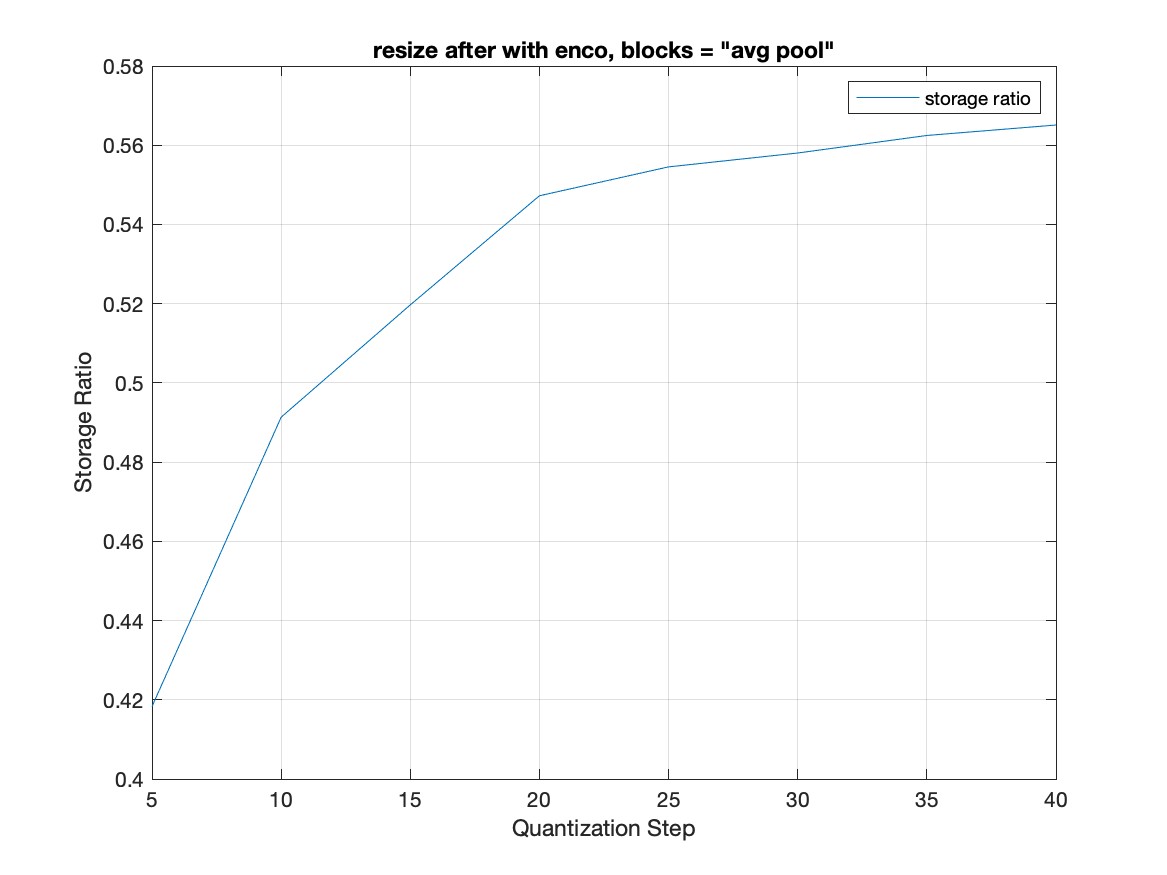 resize after with enco, blocks = "avg pool"
storage ratio
0.58
0.56
0.54
0.52
0.5
0.48
0.46
0.44
0.42
0.4
Storage Ratio
5 10 15 20 25 30 35 40
Quantization Step